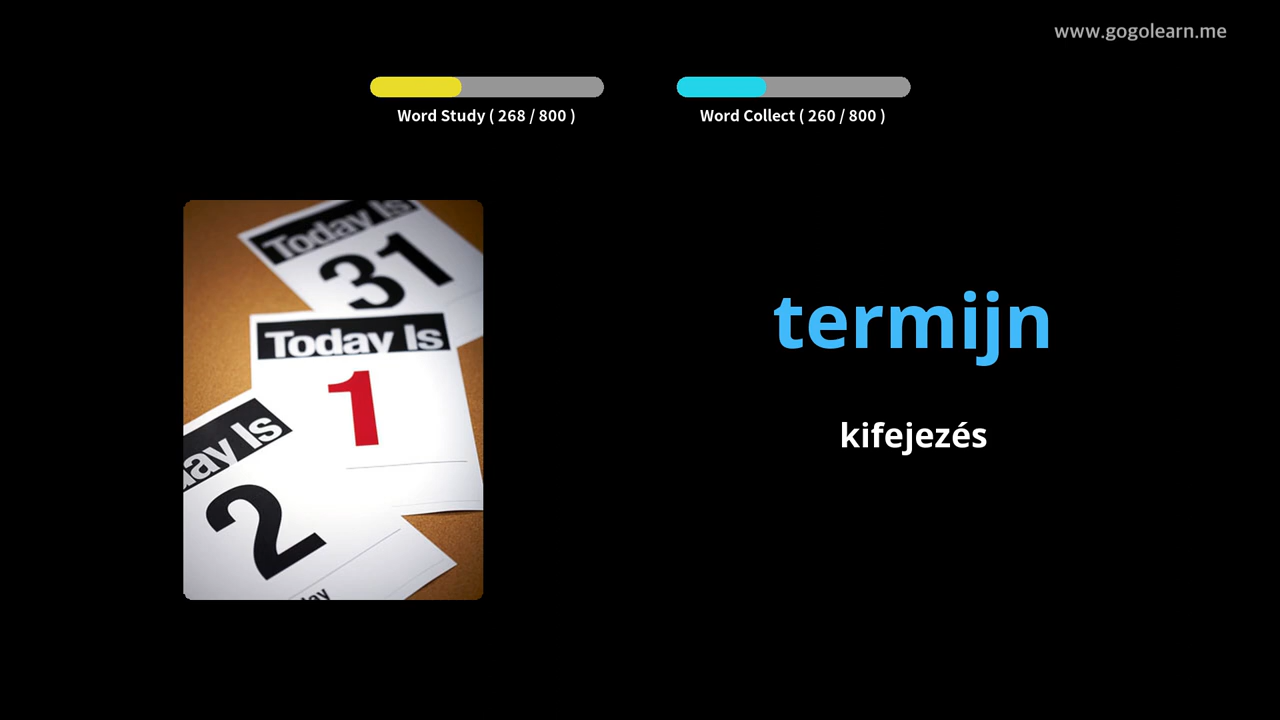 www.gogolearn.me
Word Study ( 268 / 800 )
Word Collect ( 260 / 800 )
Today Is
31
Today Is
1
ay Is
2
termijn
kifejezés